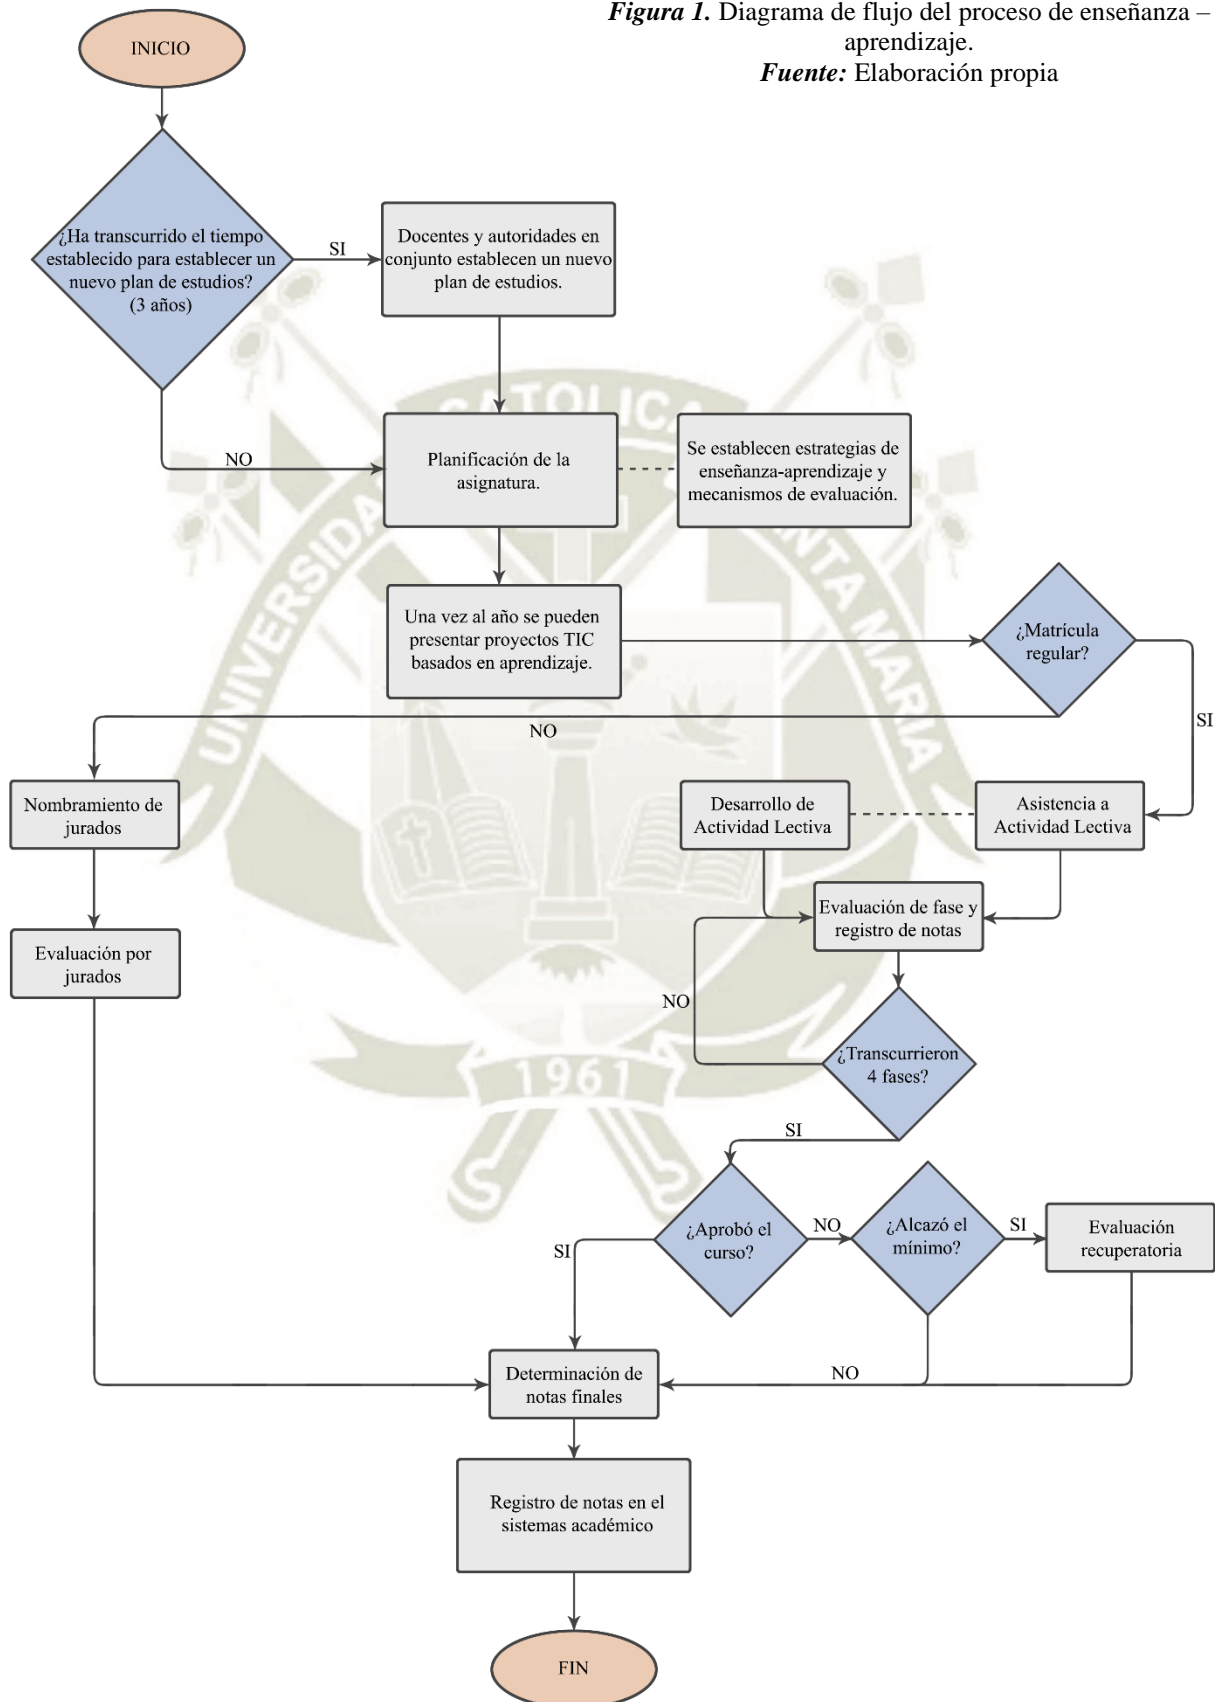 Figura 1. Diagrama de flujo del proceso de enseñanza –
aprendizaje.
Fuente: Elaboración propia
INICIO
¿Ha transcurrido el tiempo
establecido para establecer un
nuevo plan de estudios?
(3 años)
SI
Docentes y autoridades en
conjunto establecen un nuevo
plan de estudios.
NO
Planificación de la
asignatura.
Se establecen estrategias de
enseñanza-aprendizaje y
mecanismos de evaluación.
Una vez al año se pueden
presentar proyectos TIC
basados en aprendizaje.
¿Matrícula
regular?
SI
NO
Nombramiento de
jurados
Desarrollo de
Actividad Lectiva
Asistencia a
Actividad Lectiva
Evaluación de fase y
registro de notas
Evaluación por
jurados
NO
¿Transcurrieron
4 fases?
SI
¿Aprobó el
curso?
NO
¿Alcazó el
mínimo?
SI
Evaluación
recuperatoria
SI
Determinación de
notas finales
NO
Registro de notas en el
sistemas académico
FIN
UNIVERSIDAD CATOLICA SANTA MARIA
1961